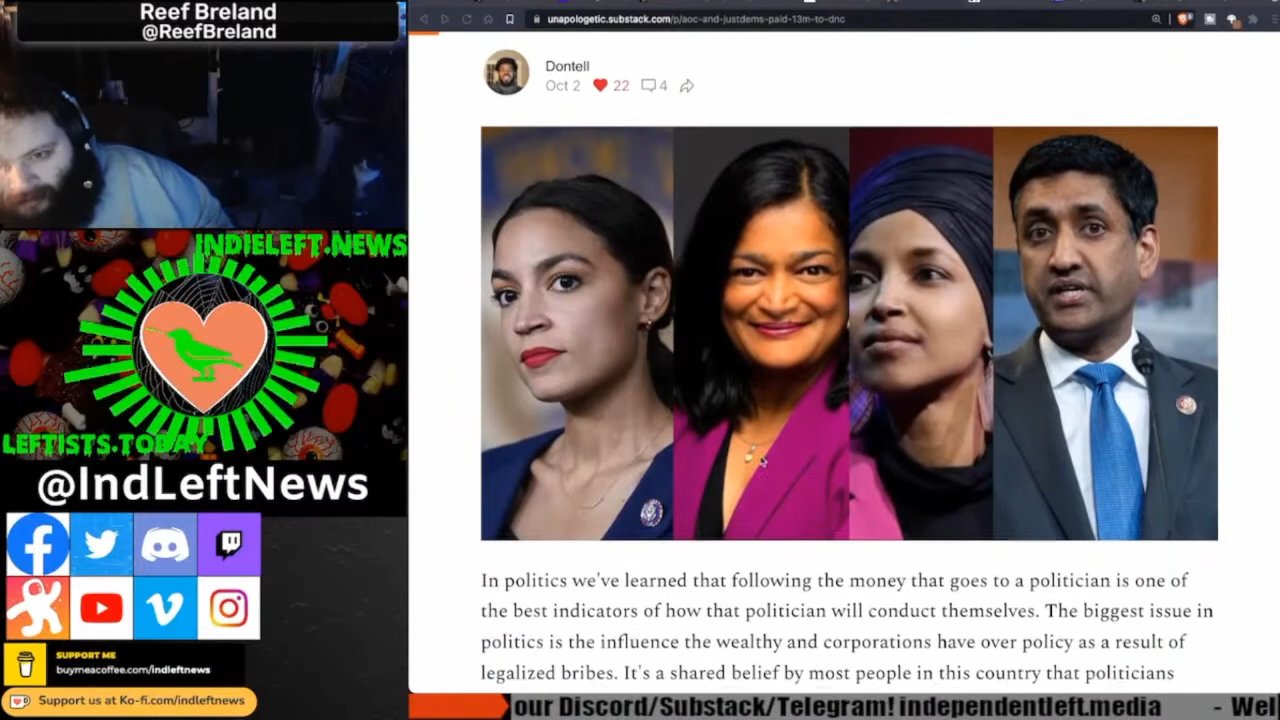 Reef Breland
@ReefBreland
INDIELEFT.NEWS
LEFTISTS.TODAY
@IndLeftNews
SUPPORT ME
buymeacoffee.com/indleftnews
Support us at Ko-fi.com/indleftnews
unapologetic.substack.com/p/aoc-and-justdems-paid-13m-to-dnc
Dontell
Oct 2 22 4
In politics we've learned that following the money that goes to a politician is one of
the best indicators of how that politician will conduct themselves. The biggest issue in
politics is the influence the wealthy and corporations have over policy as a result of
legalized bribes. It's a shared belief by most people in this country that politicians
our Discord/Substack/Telegram! independentleft.media - Wel